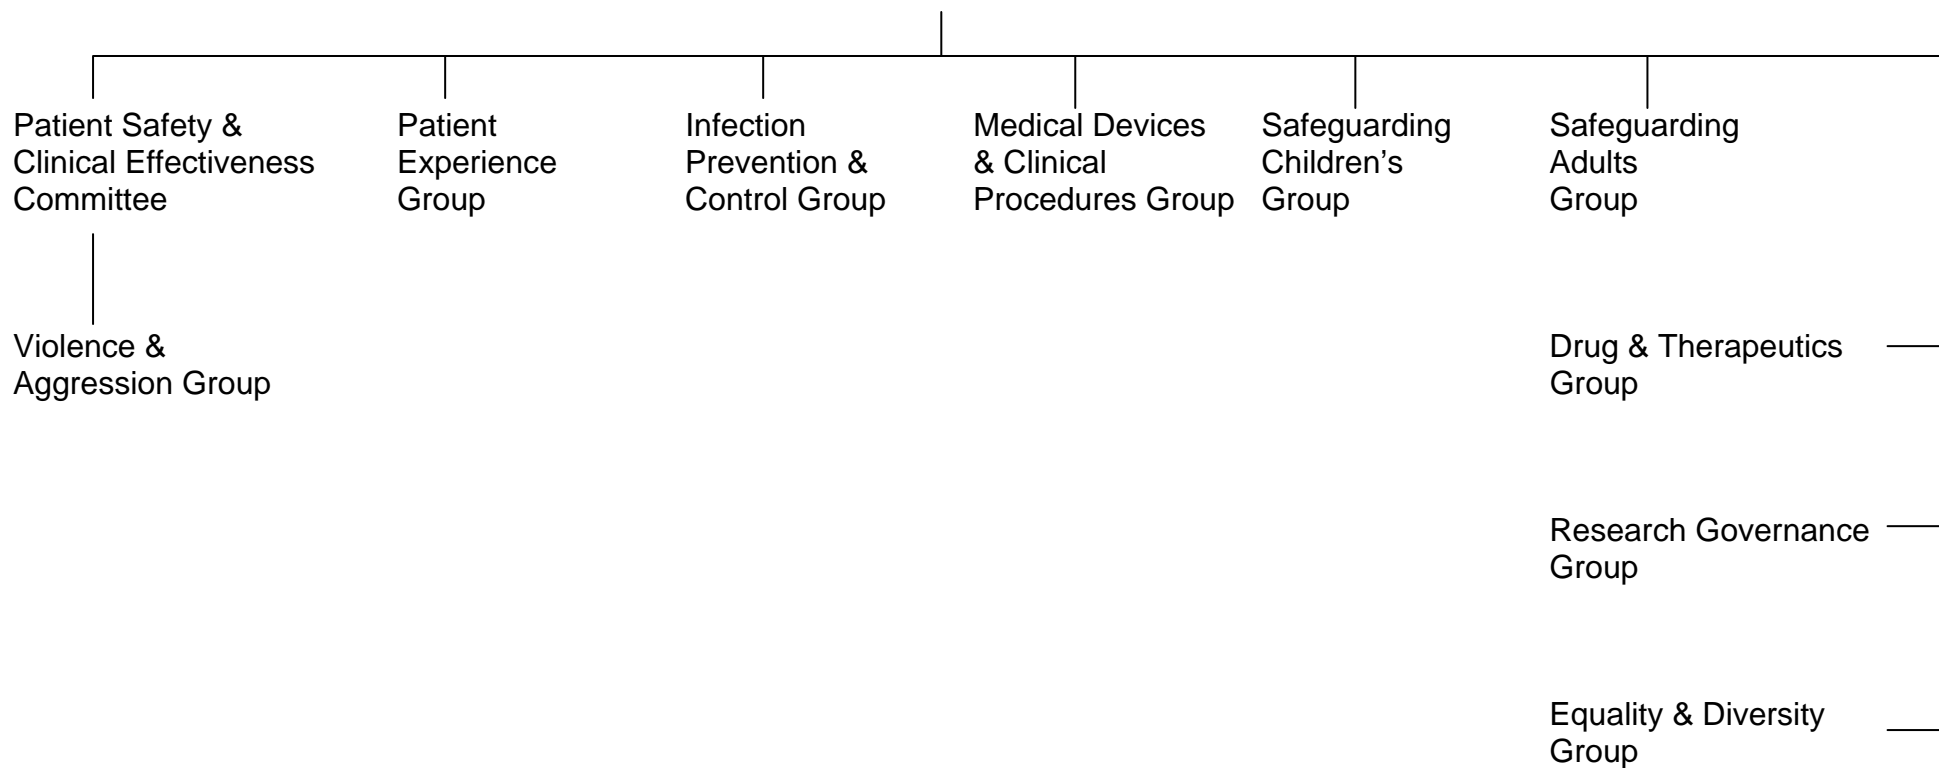 Patient Safety &
Clinical Effectiveness
Committee
Patient
Experience
Group
Infection
Prevention &
Control Group
Medical Devices
& Clinical
Procedures Group
Safeguarding
Children’s
Group
Safeguarding
Adults
Group
Violence &
Aggression Group
Drug & Therapeutics
Group
Research Governance
Group
Equality & Diversity
Group